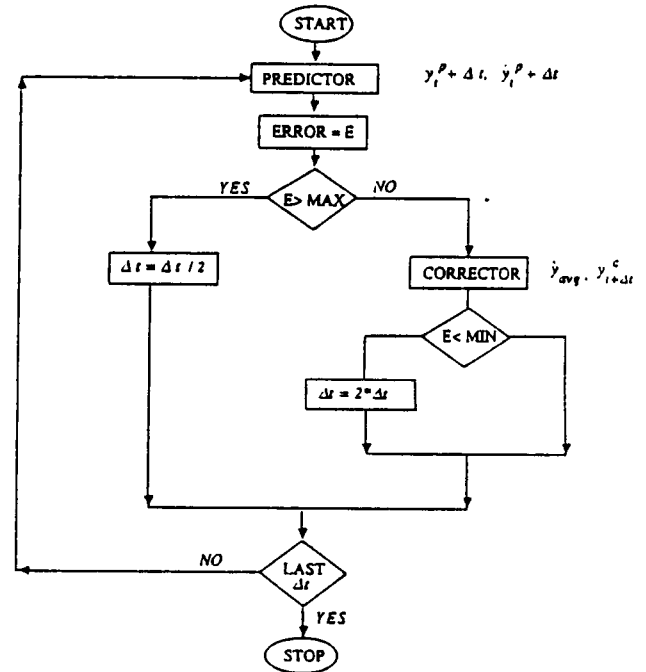 START
PREDICTOR
y_t^p + Δt, ẏ_t^p + Δt
ERROR = E
YES
E> MAX
NO
Δt = Δt / 2
CORRECTOR
ẏ_avg, y_{t+Δt}^c
E< MIN
Δt = 2*Δt
NO
LAST
Δt
YES
STOP